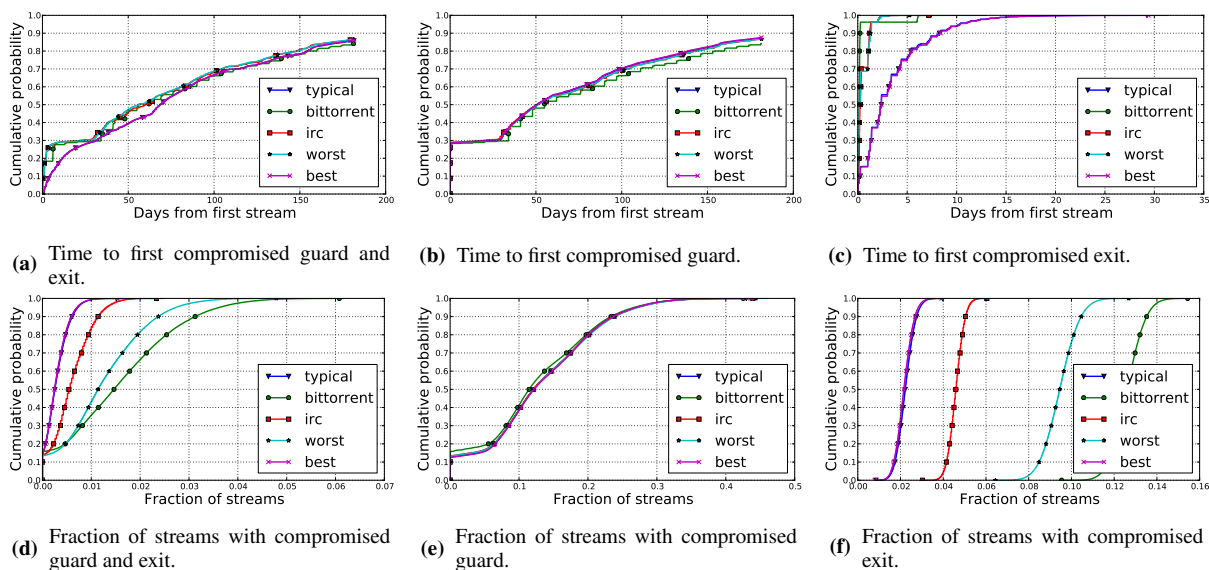 Cumulative probability
1.0
0.9
0.8
0.7
0.6
0.5
0.4
0.3
0.2
0.1
0.0
0 50 100 150 200
Days from first stream
typical
bittorrent
irc
worst
best
(a) Time to first compromised guard and
exit.
Cumulative probability
1.0
0.9
0.8
0.7
0.6
0.5
0.4
0.3
0.2
0.1
0.0
0 50 100 150 200
Days from first stream
typical
bittorrent
irc
worst
best
(b) Time to first compromised guard.
Cumulative probability
1.0
0.9
0.8
0.7
0.6
0.5
0.4
0.3
0.2
0.1
0.0
0 5 10 15 20 25 30 35
Days from first stream
typical
bittorrent
irc
worst
best
(c) Time to first compromised exit.
Cumulative probability
1.0
0.9
0.8
0.7
0.6
0.5
0.4
0.3
0.2
0.1
0.0
0.00 0.01 0.02 0.03 0.04 0.05 0.06 0.07
Fraction of streams
typical
bittorrent
irc
worst
best
(d) Fraction of streams with compromised
guard and exit.
Cumulative probability
1.0
0.9
0.8
0.7
0.6
0.5
0.4
0.3
0.2
0.1
0.0
0.0 0.1 0.2 0.3 0.4 0.5
Fraction of streams
typical
bittorrent
irc
worst
best
(e) Fraction of streams with compromised
guard.
Cumulative probability
1.0
0.9
0.8
0.7
0.6
0.5
0.4
0.3
0.2
0.1
0.0
0.00 0.02 0.04 0.06 0.08 0.10 0.12 0.14 0.16
Fraction of streams
typical
bittorrent
irc
worst
best
(f) Fraction of streams with compromised
exit.